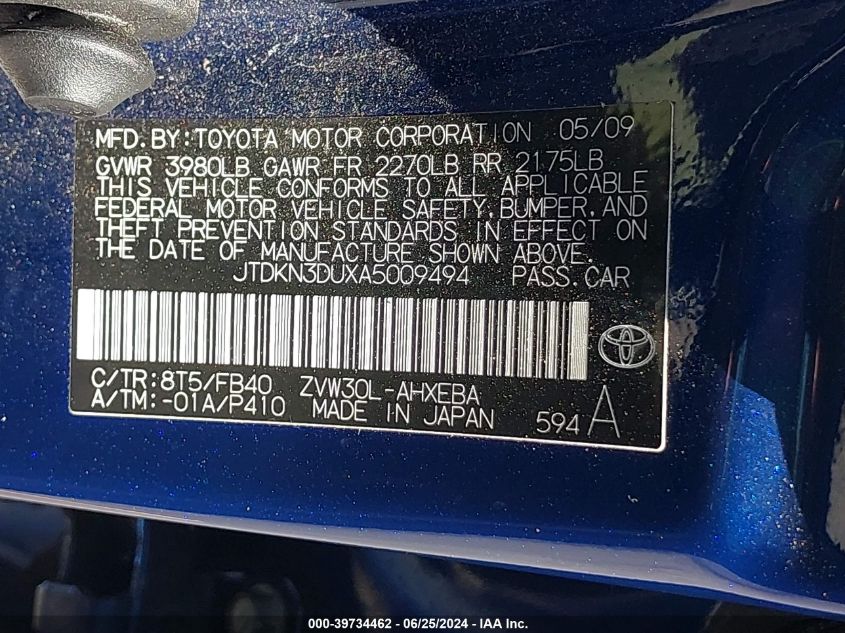 MFD.BY:TOYOTA MOTOR CORPORATION 05/09
GVWR 3980LB GAWR FR 2270LB RR 2175LB
THIS VEHICLE CONFORMS TO ALL APPLICABLE
FEDERAL MOTOR VEHICLE SAFETY,BUMPER,AND
THEFT PREVENTION STANDARDS IN EFFECT ON
THE DATE OF MANUFACTURE SHOWN ABOVE.
JTDKN3DUXA5009494 PASS.CAR
C/TR:8T5/FB40 ZVW30L-AHXEBA
A/TM:-01A/P410 MADE IN JAPAN 594 A
000-39734462 - 06/25/2024 - IAA Inc.